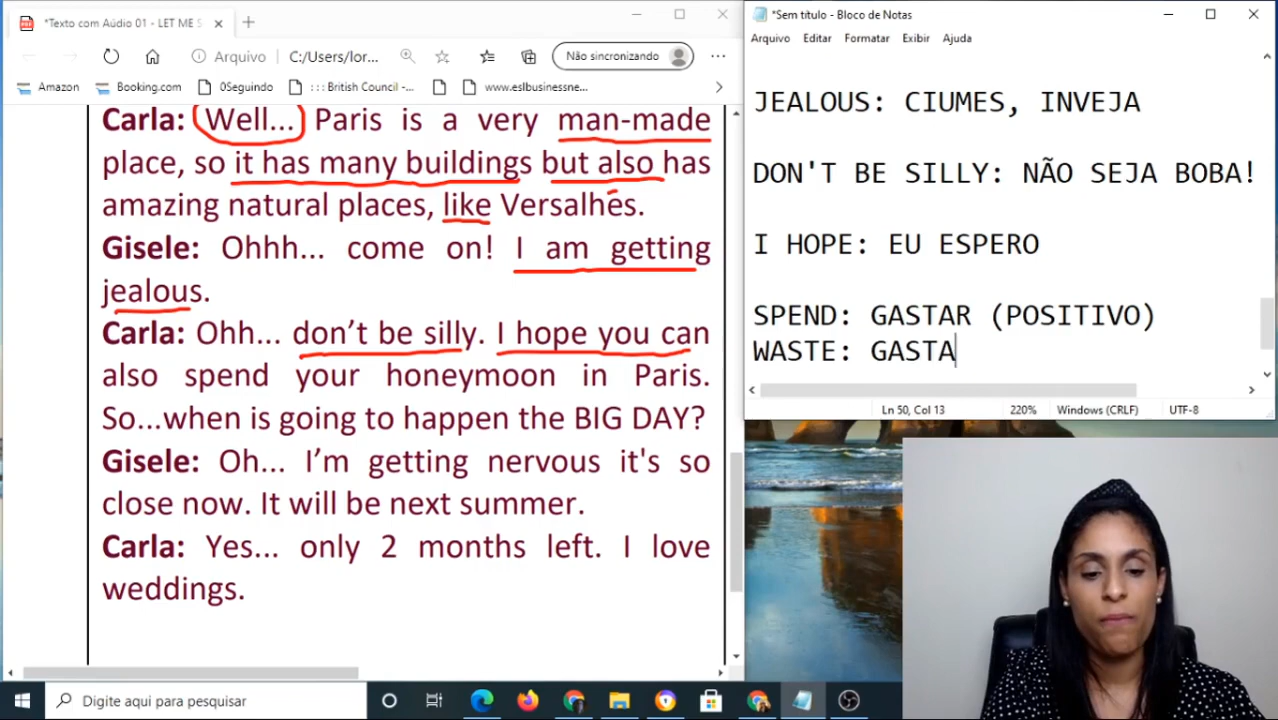 *Texto com Aúdio 01 - LET ME S
*Sem título - Bloco de Notas
Arquivo Editar Formatar Exibir Ajuda
Arquivo C:/Users/lor... Não sincronizando
Amazon Booking.com 0Segundo ::: British Council -... www.eslbusinessne...
Carla: Well... Paris is a very man-made
place, so it has many buildings but also has
amazing natural places, like Versalhes.
Gisele: Ohhh... come on! I am getting
jealous.
Carla: Ohh... don’t be silly. I hope you can
also spend your honeymoon in Paris.
So...when is going to happen the BIG DAY?
Gisele: Oh... I’m getting nervous it's so
close now. It will be next summer.
Carla: Yes... only 2 months left. I love
weddings.
JEALOUS: CIUMES, INVEJA
DON'T BE SILLY: NÃO SEJA BOBA!
I HOPE: EU ESPERO
SPEND: GASTAR (POSITIVO)
WASTE: GASTA
Ln 50, Col 13 220% Windows (CRLF) UTF-8
Digite aqui para pesquisar